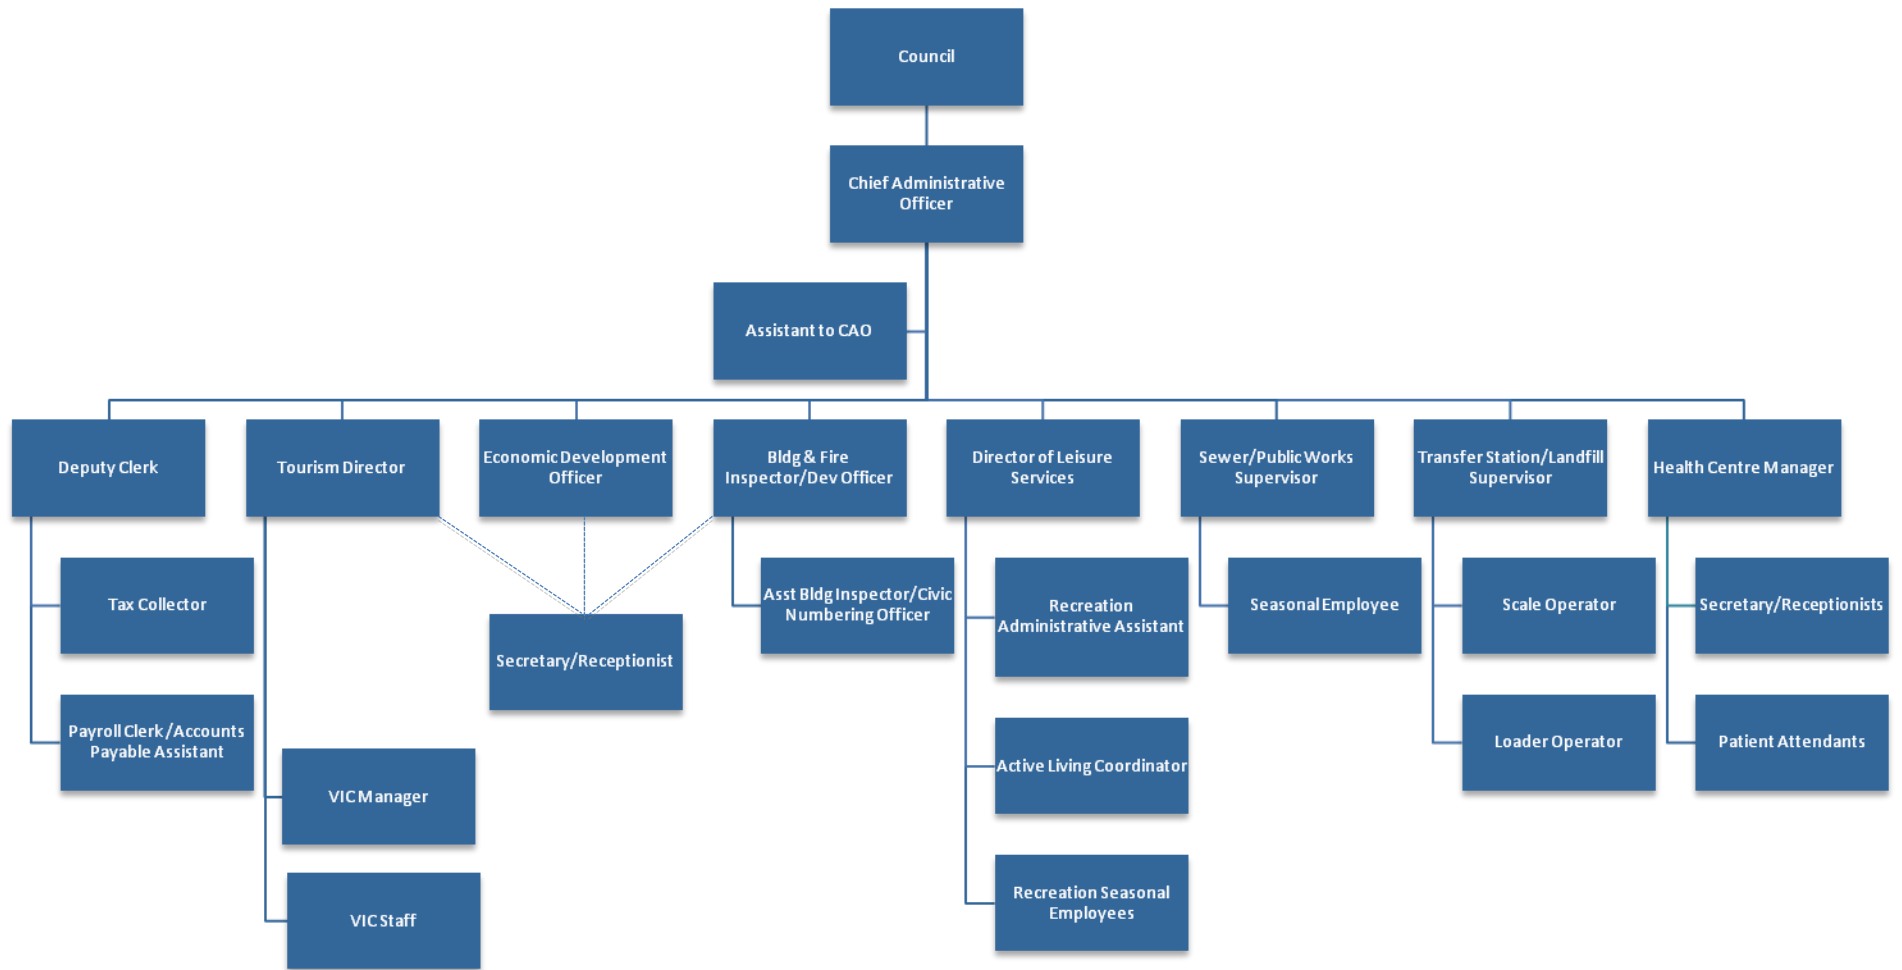 Council
Chief Administrative
Officer
Assistant to CAO
Deputy Clerk
Tourism Director
Economic Development
Officer
Bldg & Fire
Inspector/Dev Officer
Director of Leisure
Services
Sewer/Public Works
Supervisor
Transfer Station/Landfill
Supervisor
Health Centre Manager
Tax Collector
Payroll Clerk/Accounts
Payable Assistant
VIC Manager
VIC Staff
Secretary/Receptionist
Asst Bldg Inspector/Civic
Numbering Officer
Recreation
Administrative Assistant
Active Living Coordinator
Recreation Seasonal
Employees
Seasonal Employee
Scale Operator
Loader Operator
Secretary/Receptionists
Patient Attendants